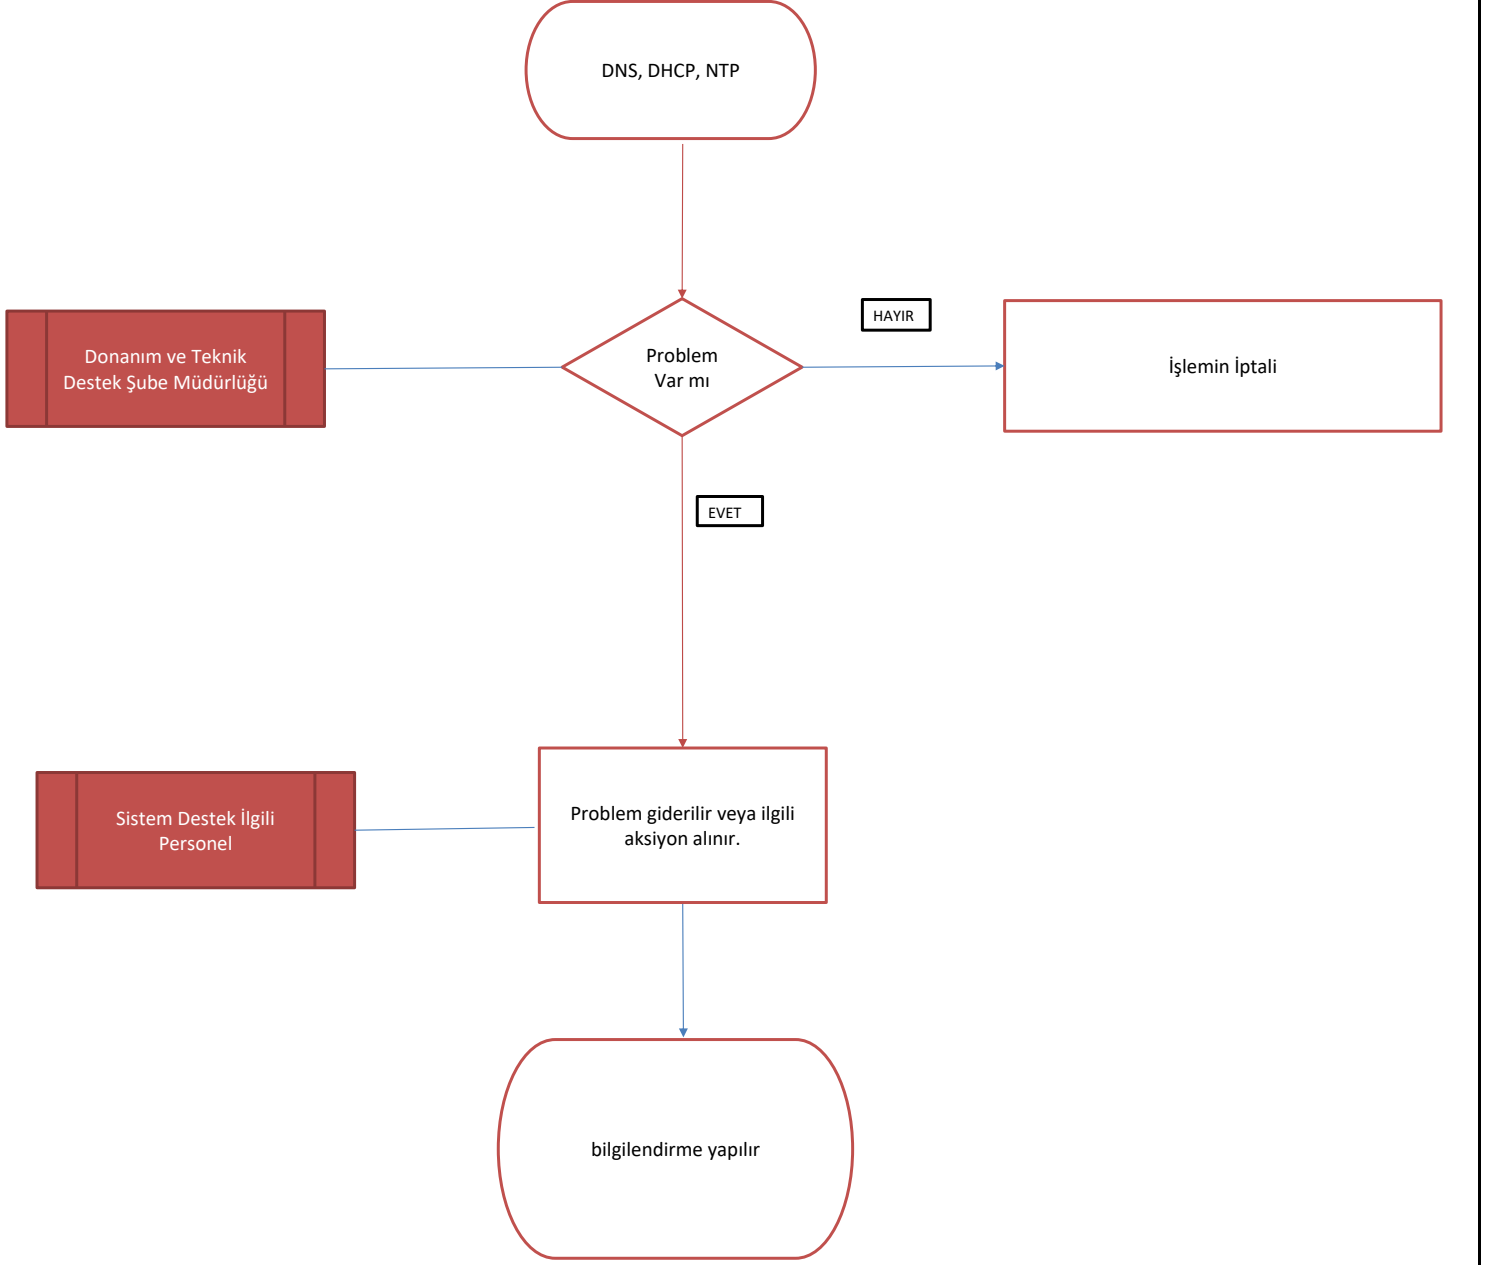 DNS, DHCP, NTP
HAYIR
Donanım ve Teknik
Destek Şube Müdürlüğü
Problem
Var mı
İşlemin İptali
EVET
Sistem Destek İlgili
Personel
Problem giderilir veya ilgili
aksiyon alınır.
bilgilendirme yapılır